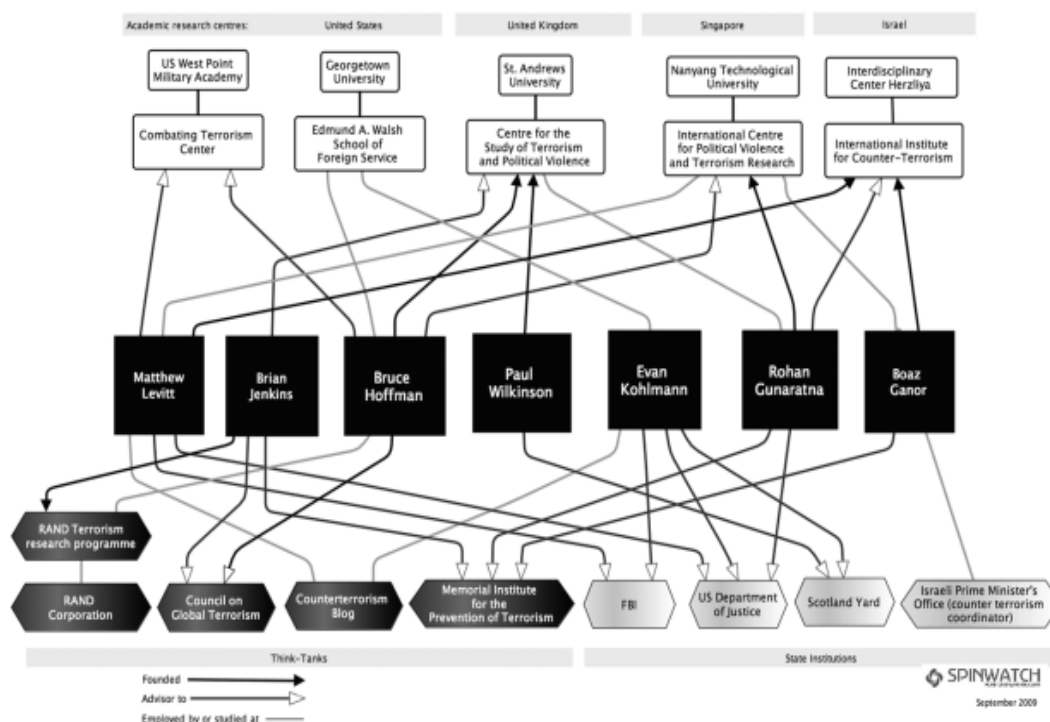 Academic research centres:
United States
United Kingdom
Singapore
Israel
US West Point
Military Academy
Georgetown
University
St. Andrews
University
Nanyang Technological
University
Interdisciplinary
Center Herzliya
Combating Terrorism
Center
Edmund A. Walsh
School of
Foreign Service
Centre for the
Study of Terrorism
and Political Violence
International Centre
for Political Violence
and Terrorism Research
International Institute
for Counter-Terrorism
Matthew
Levitt
Brian
Jenkins
Bruce
Hoffman
Paul
Wilkinson
Evan
Kohlmann
Rohan
Gunaratna
Boaz
Ganor
RAND Terrorism
research programme
RAND
Corporation
Council on
Global Terrorism
Counterterrorism
Blog
Memorial Institute
for the
Prevention of Terrorism
FBI
US Department
of Justice
Scotland Yard
Israeli Prime Minister's
Office (counter terrorism
coordinator)
Think-Tanks
State Institutions
Founded
Advisor to
Employed by or studied at
SPINWATCH
September 2009